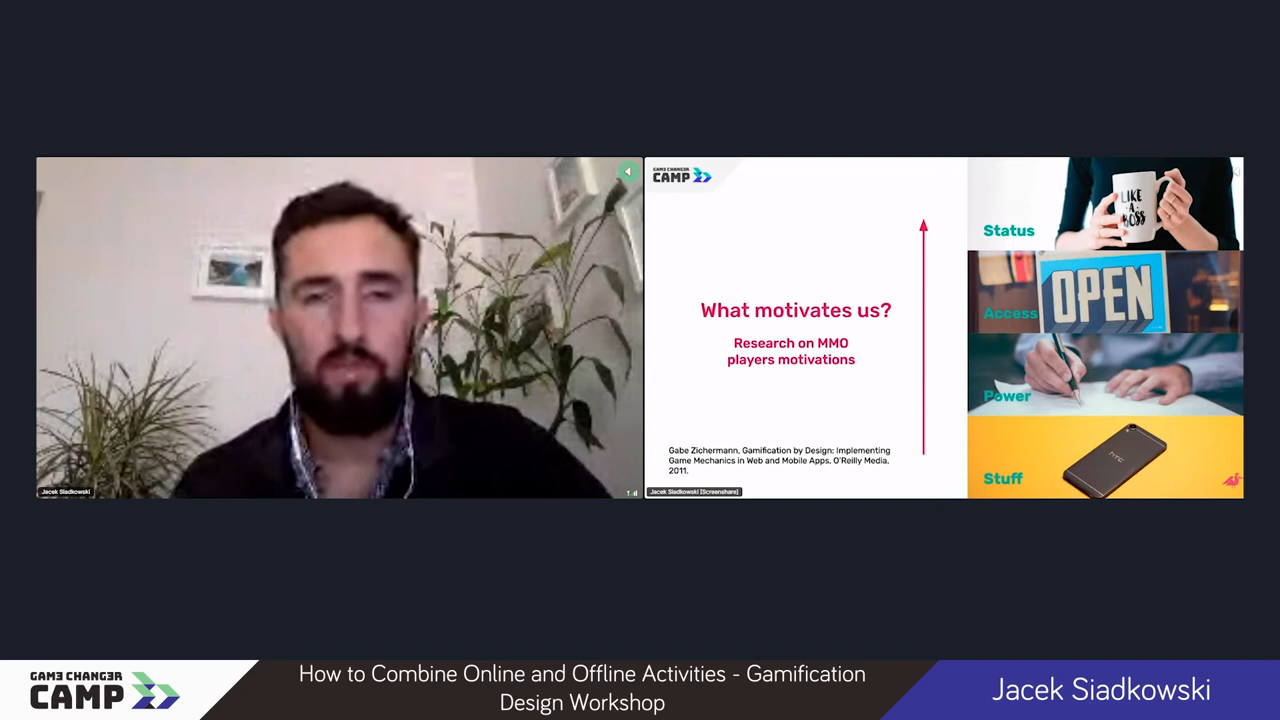 Jacek Siadkowski
GAM3 CHANG3R
CAMP
What motivates us?
Research on MMO
players motivations
Gabe Zichermann, Gamification by Design: Implementing
Game Mechanics in Web and Mobile Apps. O'Reilly Media,
2011.
Jacek Siadkowski [Screenshare]
LIKE
·A·
BOSS
Status
OPEN
Access
Power
hTC
Stuff
GAM3 CHANG3R
CAMP
How to Combine Online and Offline Activities - Gamification
Design Workshop
Jacek Siadkowski